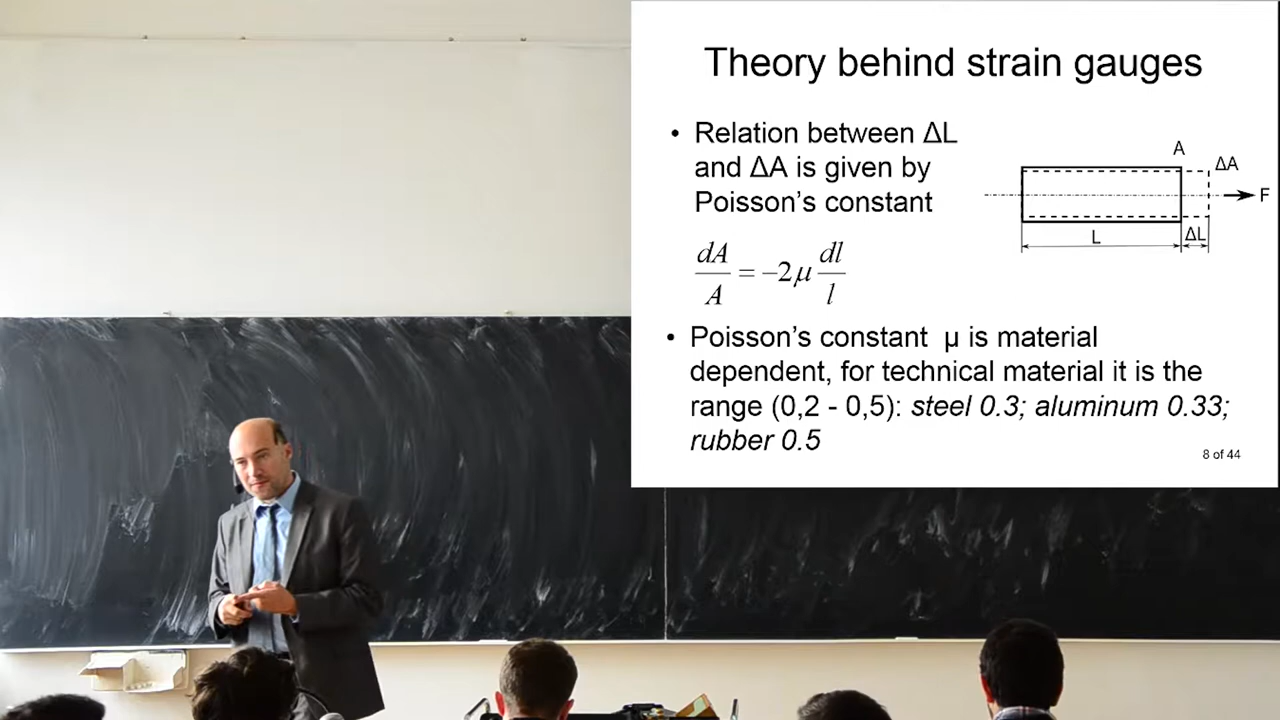 Theory behind strain gauges
• Relation between ΔL
and ΔA is given by
Poisson's constant
dA/A = −2μ dl/l
A
ΔA
F
L
ΔL
• Poisson's constant μ is material
dependent, for technical material it is the
range (0,2 - 0,5): steel 0.3; aluminum 0.33;
rubber 0.5
8 of 44